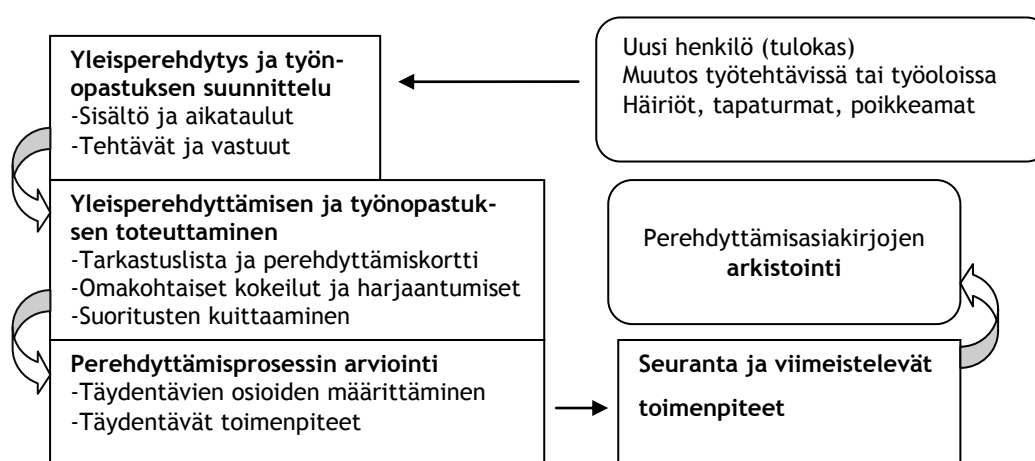 Yleisperehdytys ja työn-
opastuksen suunnittelu
-Sisältö ja aikataulut
-Tehtävät ja vastuut
Uusi henkilö (tulokas)
Muutos työtehtävissä tai työoloissa
Häiriöt, tapaturmat, poikkeamat
Yleisperehdyttämisen ja työnopastuk-
sen toteuttaminen
-Tarkastuslista ja perehdyttämiskortti
-Omakohtaiset kokeilut ja harjaantumiset
-Suoritusten kuittaaminen
Perehdyttämisasiakirjojen
arkistointi
Perehdyttämisprosessin arviointi
-Täydentävien osioiden määrittäminen
-Täydentävät toimenpiteet
Seuranta ja viimeistelevät
toimenpiteet